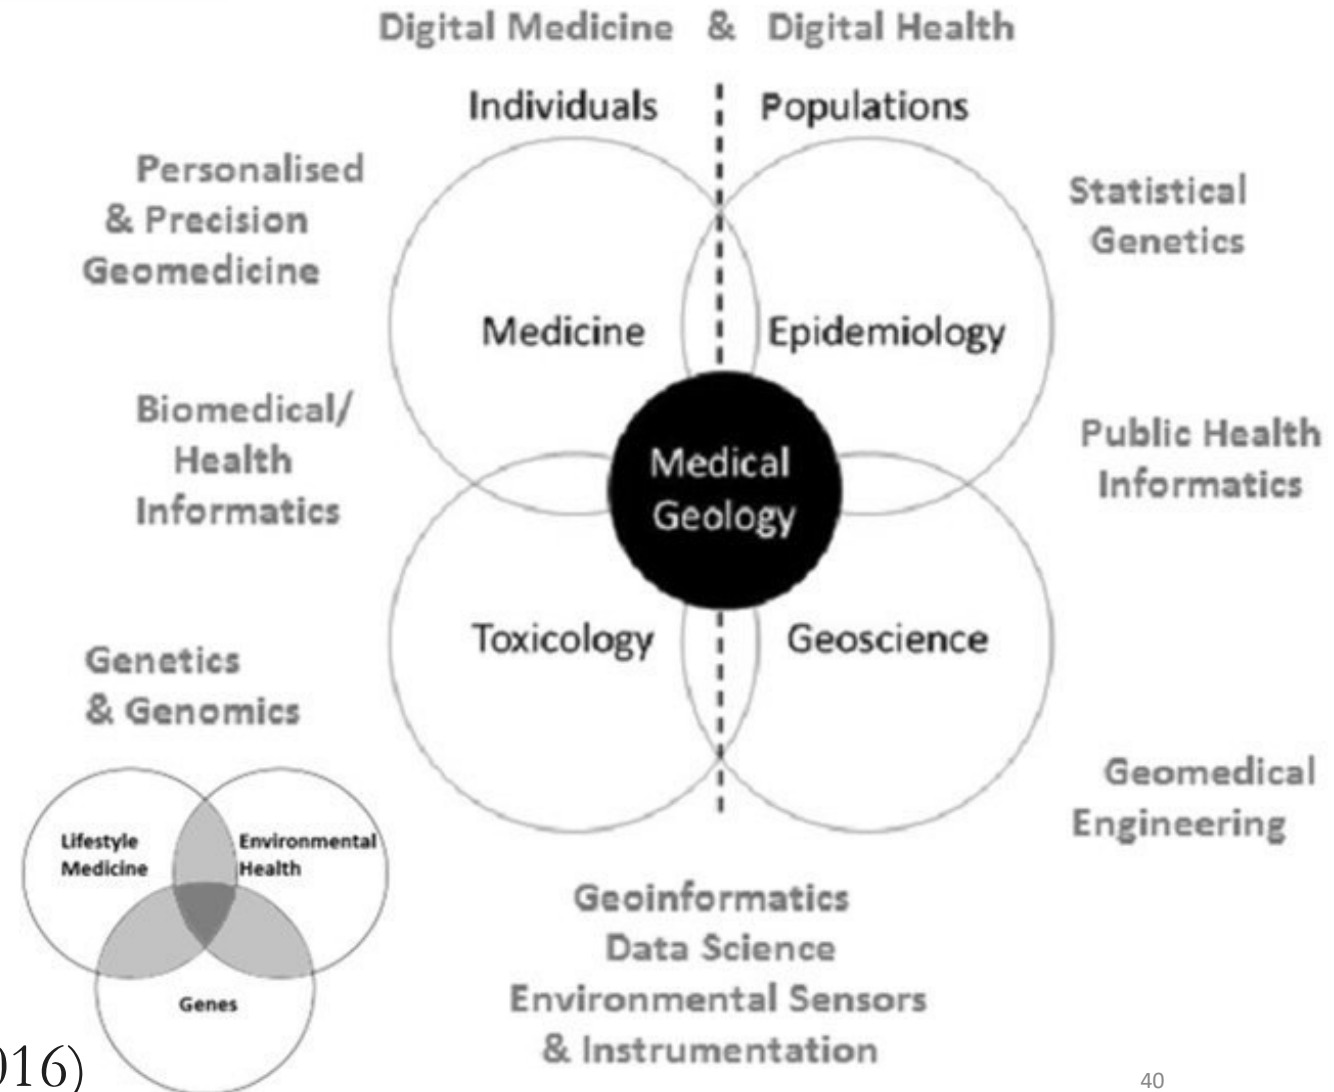 Digital Medicine & Digital Health
Individuals
Populations
Personalised
& Precision
Geomedicine
Statistical
Genetics
Medicine
Epidemiology
Biomedical/
Health
Informatics
Medical
Geology
Public Health
Informatics
Toxicology
Geoscience
Genetics
& Genomics
Geomedical
Engineering
Lifestyle
Medicine
Environmental
Health
Genes
Geoinformatics
Data Science
Environmental Sensors
& Instrumentation
016)
40